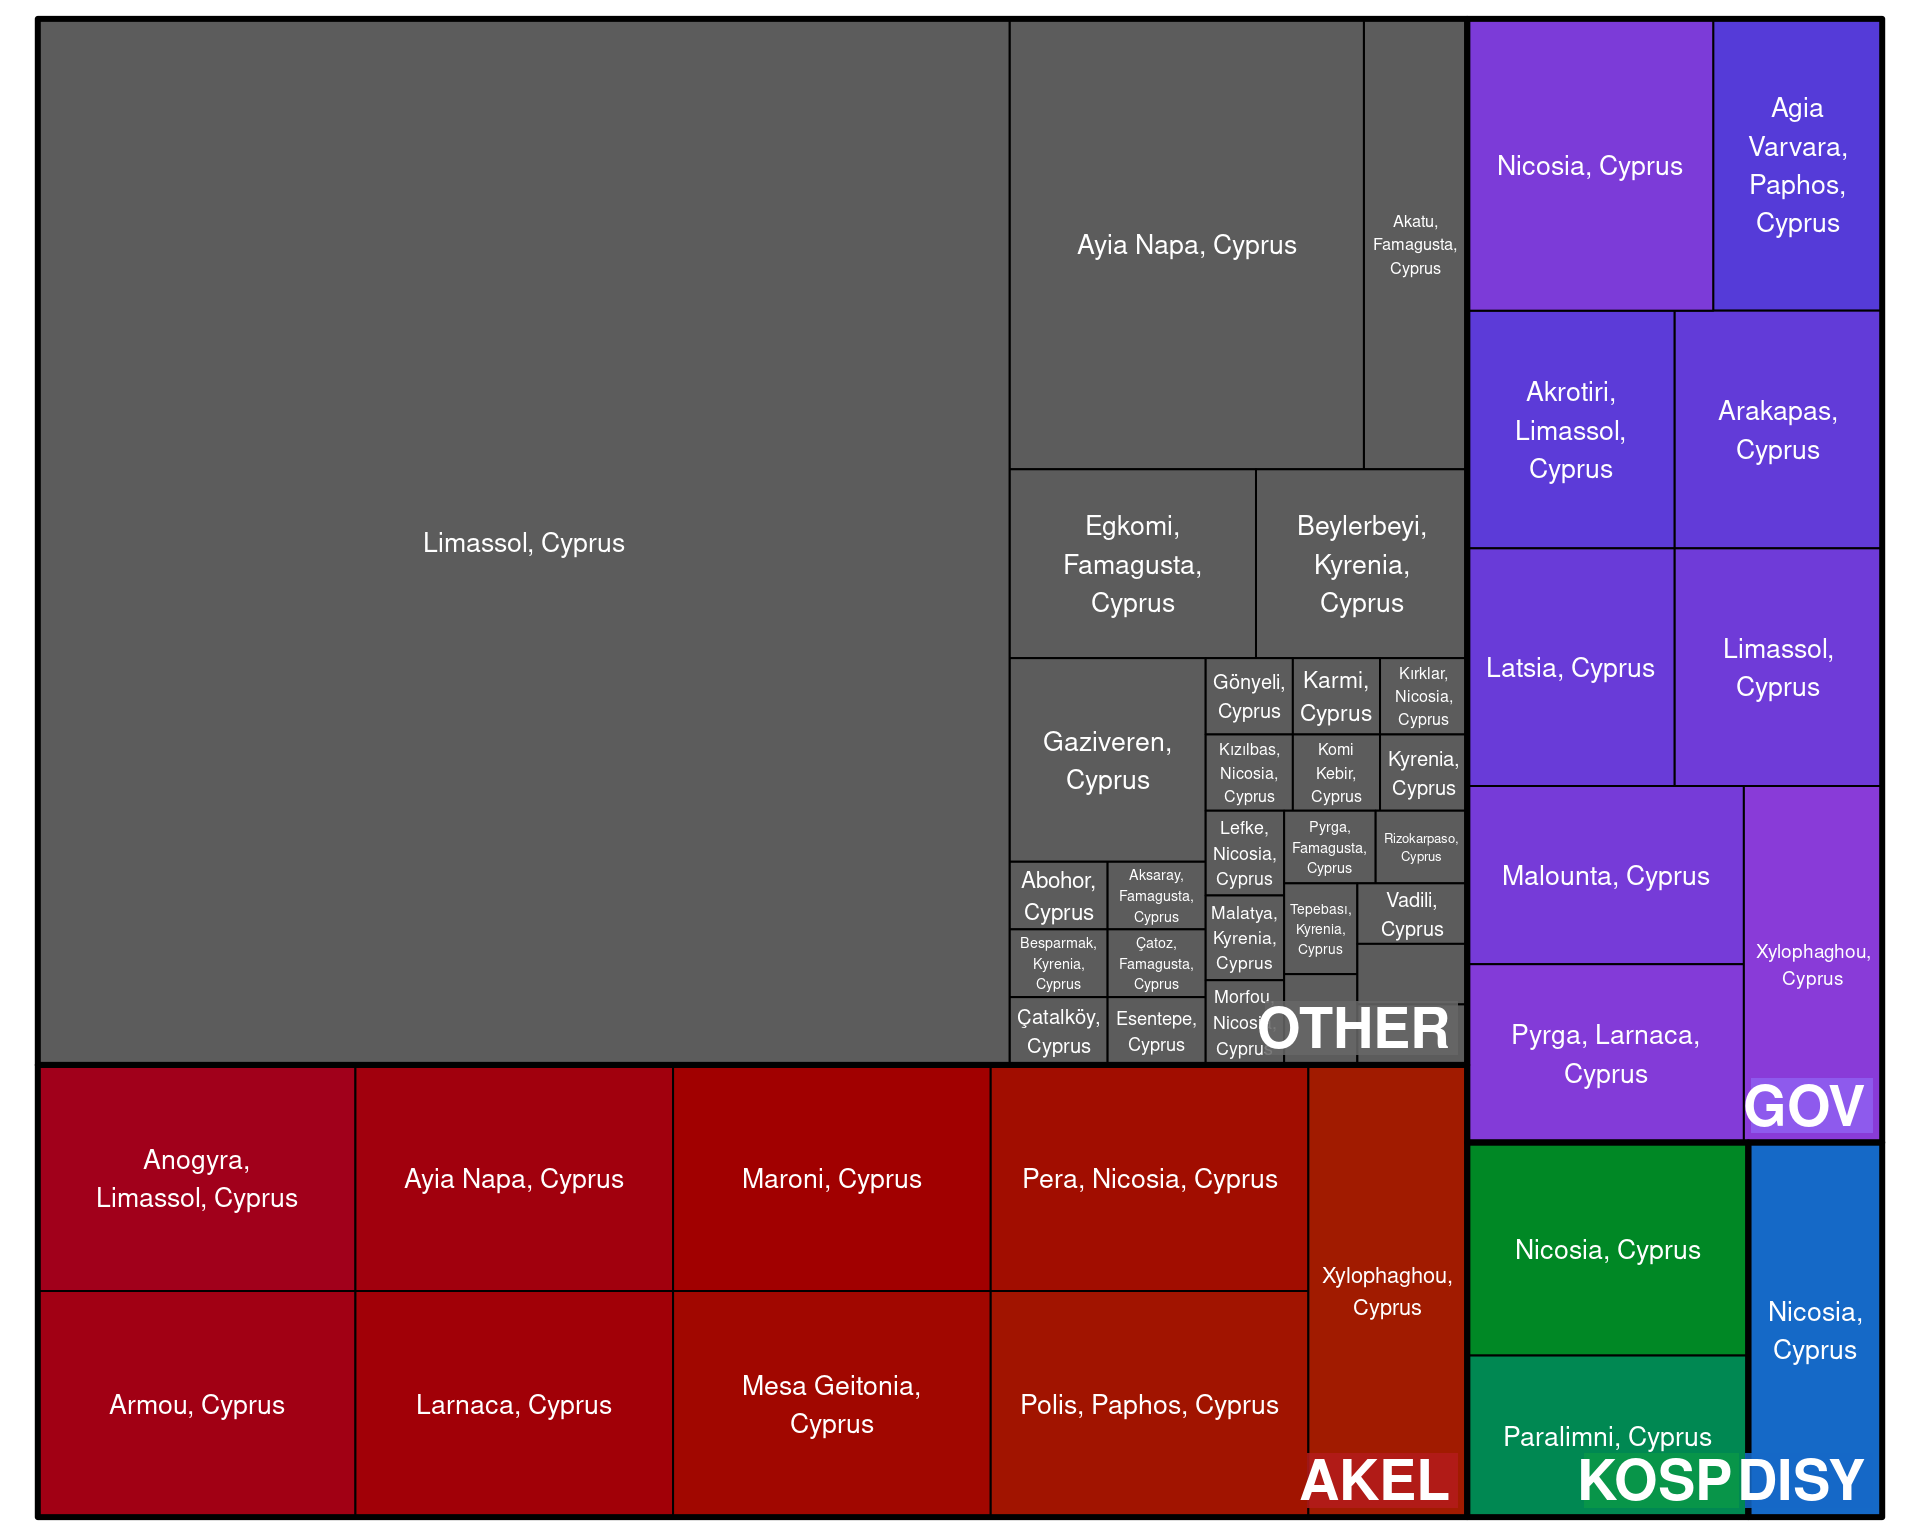 Limassol, Cyprus
Ayia Napa, Cyprus
Akatu,
Famagusta,
Cyprus
Egkomi,
Famagusta,
Cyprus
Beylerbeyi,
Kyrenia,
Cyprus
Gaziveren,
Cyprus
Gönyeli,
Cyprus
Karmi,
Cyprus
Kırklar,
Nicosia,
Cyprus
Kızılbas,
Nicosia,
Cyprus
Komi
Kebir,
Cyprus
Kyrenia,
Cyprus
Abohor,
Cyprus
Aksaray,
Famagusta,
Cyprus
Besparmak,
Kyrenia,
Cyprus
Çatoz,
Famagusta,
Cyprus
Çatalköy,
Cyprus
Esentepe,
Cyprus
Lefke,
Nicosia,
Cyprus
Malatya,
Kyrenia,
Cyprus
Morfou,
Nicosia,
Cyprus
Pyrga,
Famagusta,
Cyprus
Rizokarpaso,
Cyprus
Tepebası,
Kyrenia,
Cyprus
Vadili,
Cyprus
OTHER
Nicosia, Cyprus
Agia
Varvara,
Paphos,
Cyprus
Akrotiri,
Limassol,
Cyprus
Arakapas,
Cyprus
Latsia, Cyprus
Limassol,
Cyprus
Malounta, Cyprus
Pyrga, Larnaca,
Cyprus
Xylophaghou,
Cyprus
GOV
Anogyra,
Limassol, Cyprus
Ayia Napa, Cyprus
Maroni, Cyprus
Pera, Nicosia, Cyprus
Armou, Cyprus
Larnaca, Cyprus
Mesa Geitonia,
Cyprus
Polis, Paphos, Cyprus
Xylophaghou,
Cyprus
AKEL
Nicosia, Cyprus
Paralimni, Cyprus
KOSP
Nicosia,
Cyprus
DISY